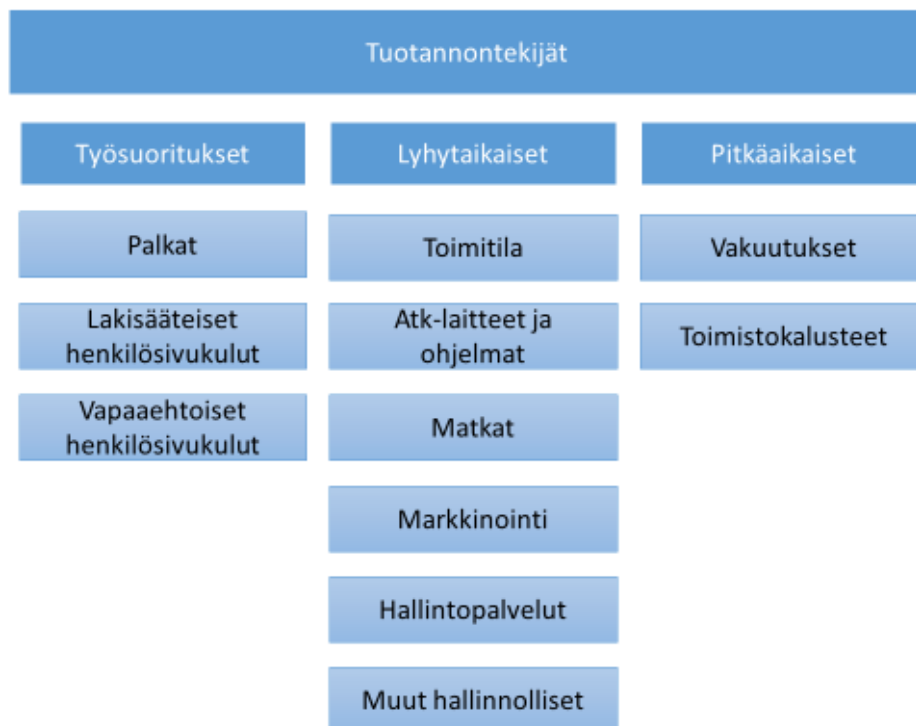 Tuotannontekijät
Työsuoritukset
Lyhytaikaiset
Pitkäaikaiset
Palkat
Toimitila
Vakuutukset
Lakisääteiset
henkilösivukulut
Atk-laitteet ja
ohjelmat
Toimistokalusteet
Vapaaehtoiset
henkilösivukulut
Matkat
Markkinointi
Hallintopalvelut
Muut hallinnolliset